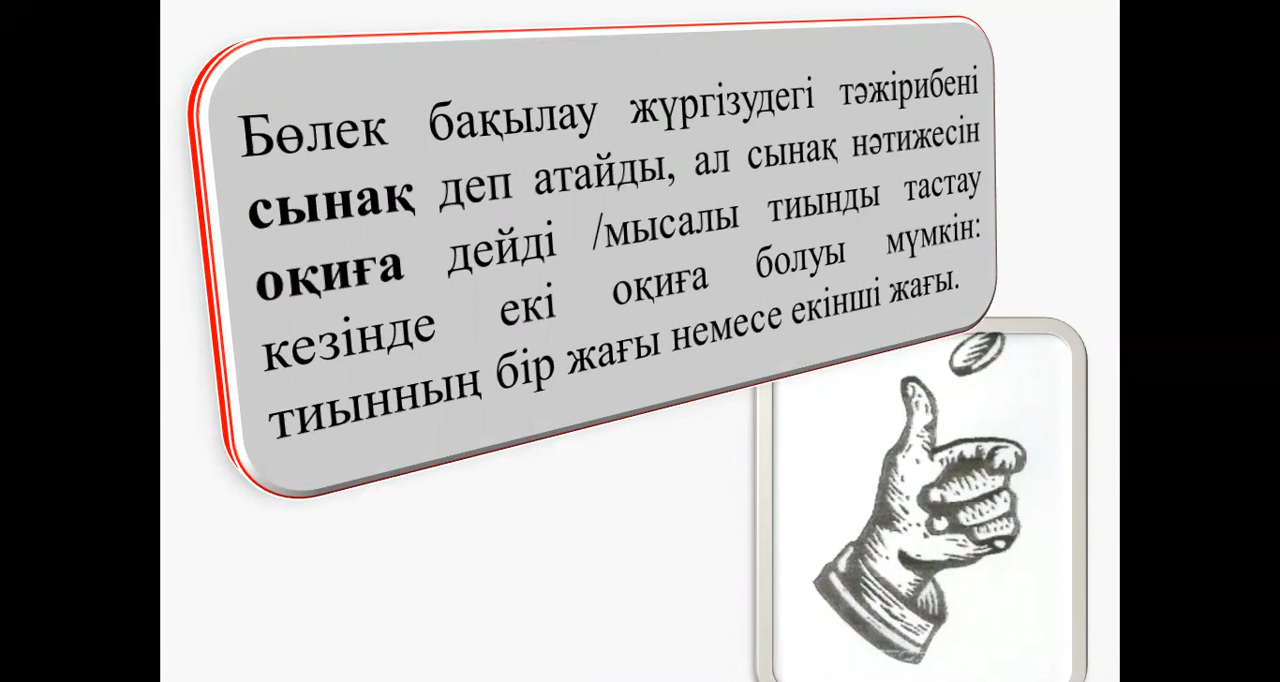 Бөлек бақылау жүргізудегі тәжірибені
сынақ деп атайды, ал сынақ нәтижесін
оқиға дейді /мысалы тиынды тастау
кезінде екі оқиға болуы мүмкін:
тиынның бір жағы немесе екінші жағы.